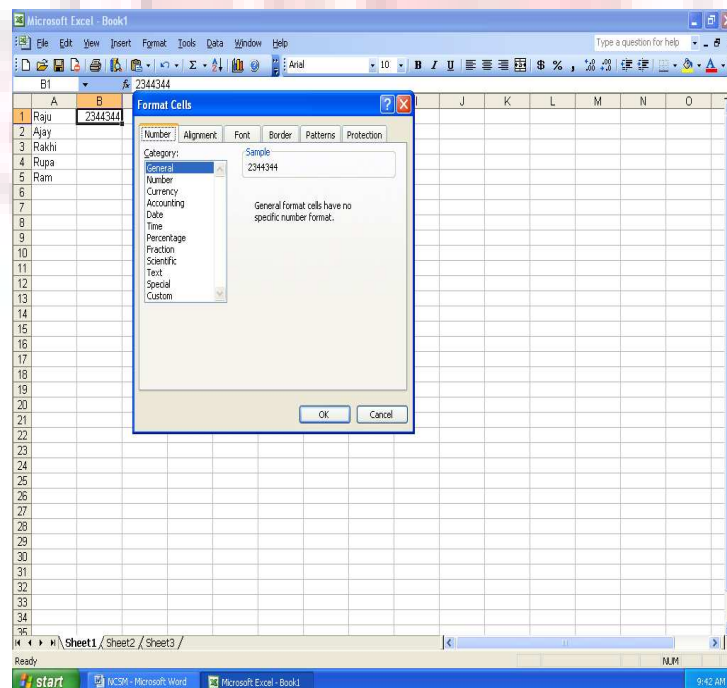 Microsoft Excel - Book1
File Edit View Insert Format Tools Data Window Help Type a question for help
Arial 10 B I U $ % ,
B1 fx 2344344
A B J K L M N O
1 Raju 2344344
2 Ajay
3 Rakhi
4 Rupa
5 Ram
6
7
8
9
10
11
12
13
14
15
16
17
18
19
20
21
22
23
24
25
26
27
28
29
30
31
32
33
34
35
Format Cells
Number Alignment Font Border Patterns Protection
Category:
General
Number
Currency
Accounting
Date
Time
Percentage
Fraction
Scientific
Text
Special
Custom
Sample
2344344
General format cells have no
specific number format.
OK Cancel
Sheet1 / Sheet2 / Sheet3 /
Ready NUM
start NCSM - Microsoft Word Microsoft Excel - Book1 9:42 AM